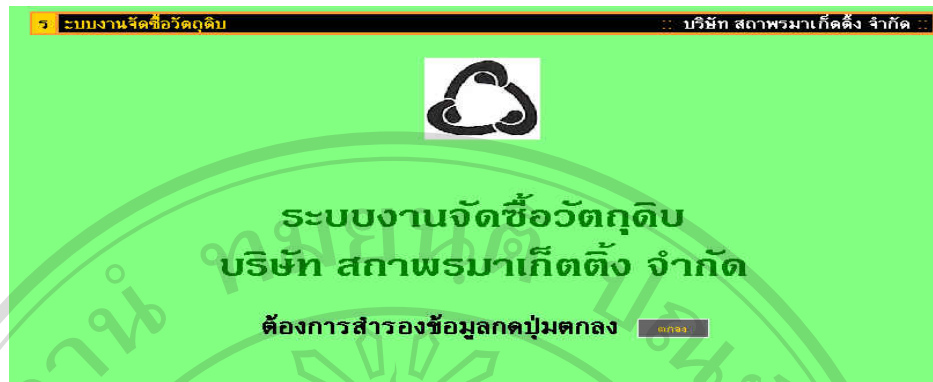 ระบบงานจัดซื้อวัตถุดิบ
:: บริษัท สถาพรมาเก็ตติ้ง จำกัด ::
ระบบงานจัดซื้อวัตถุดิบ
บริษัท สถาพรมาเก็ตติ้ง จำกัด
ต้องการสำรองข้อมูลกดปุ่มตกลง ตกลง